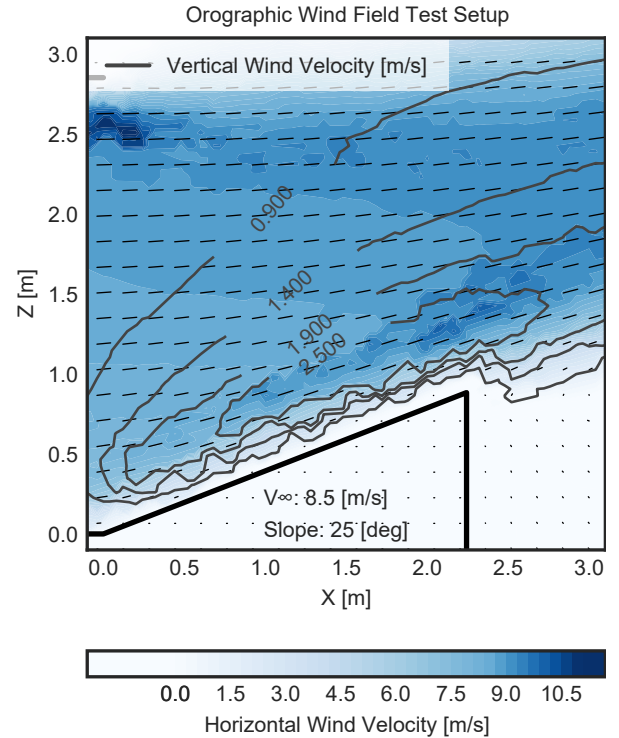 Orographic Wind Field Test Setup
3.0
Vertical Wind Velocity [m/s]
2.5
2.0
0.900
Z [m]
1.5
1.400
1.900
2.500
1.0
0.5
V∞: 8.5 [m/s]
Slope: 25 [deg]
0.0
0.0 0.5 1.0 1.5 2.0 2.5 3.0
X [m]
0.0 1.5 3.0 4.5 6.0 7.5 9.0 10.5
Horizontal Wind Velocity [m/s]